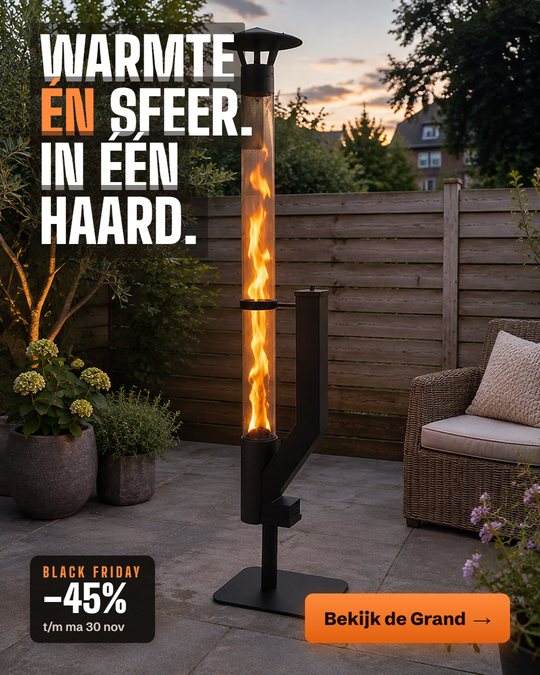 WARMTE
ÉN SFEER.
IN ÉÉN
HAARD.
BLACK FRIDAY
−45%
t/m ma 30 nov
Bekijk de Grand →